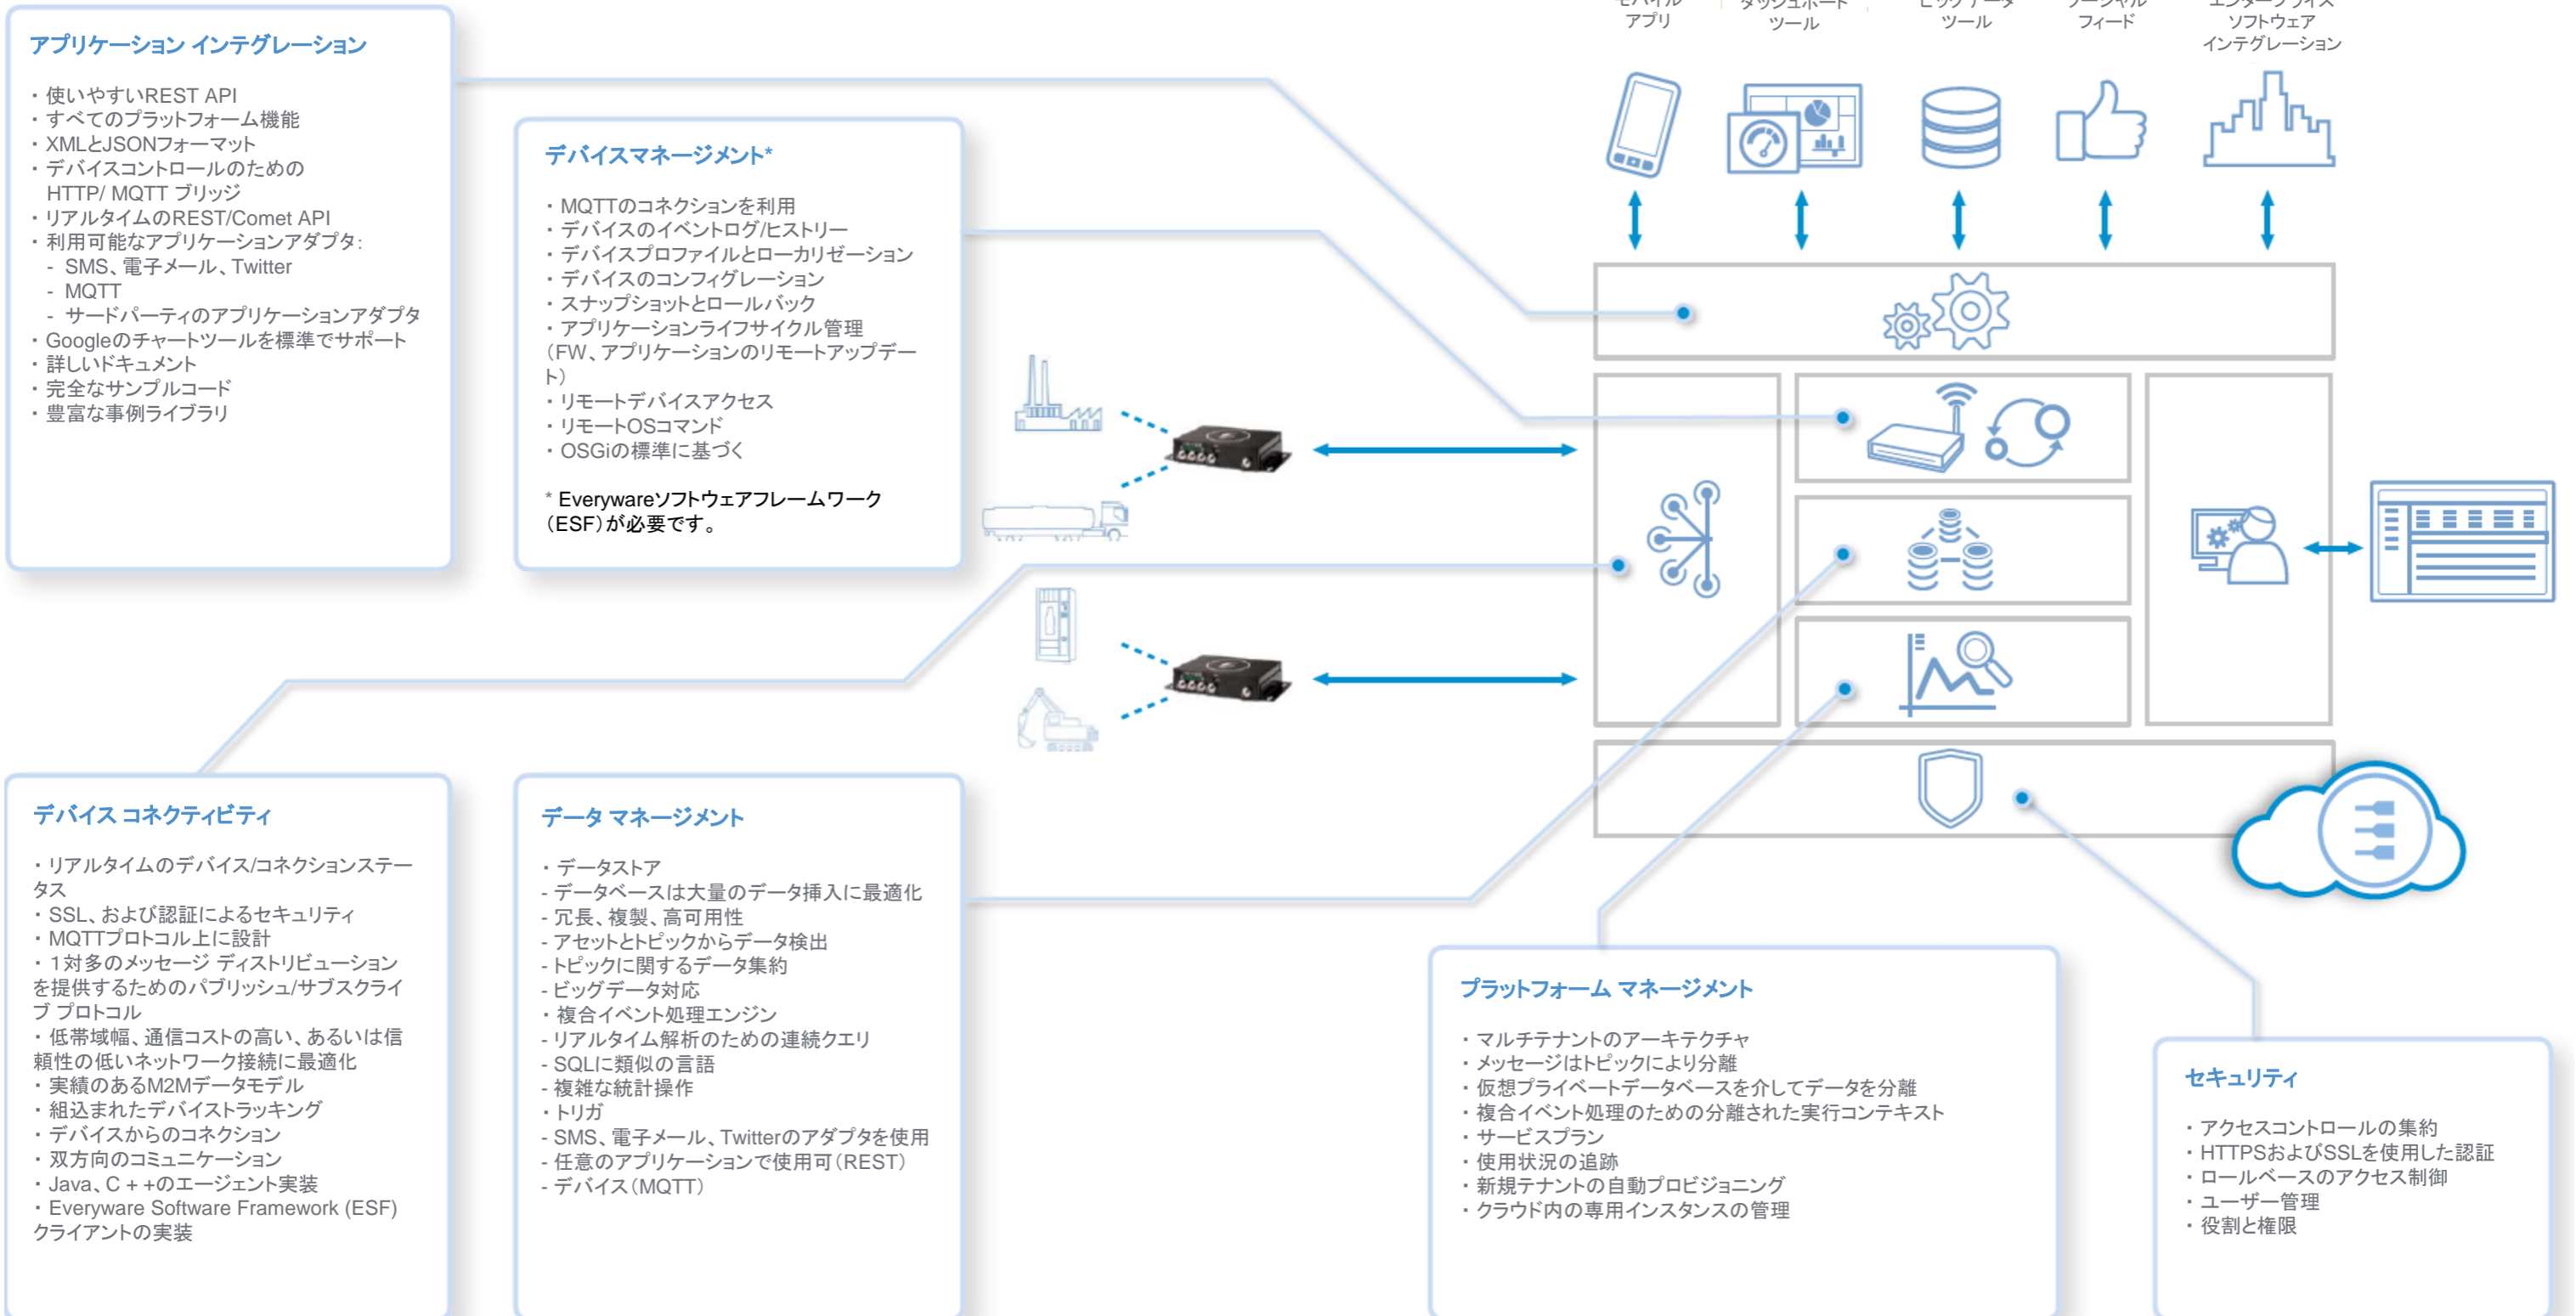 モバイル
アプリ
ダッシュボード
ツール
ビッグデータ
ツール
ソーシャル
フィード
エンタープライズ
ソフトウェア
インテグレーション
アプリケーション インテグレーション
・使いやすいREST API
・すべてのプラットフォーム機能
・XMLとJSONフォーマット
・デバイスコントロールのための
HTTP/ MQTT ブリッジ
・リアルタイムのREST/Comet API
・利用可能なアプリケーションアダプタ:
- SMS、電子メール、Twitter
- MQTT
- サードパーティのアプリケーションアダプタ
・Googleのチャートツールを標準でサポート
・詳しいドキュメント
・完全なサンプルコード
・豊富な事例ライブラリ
デバイスマネージメント*
・MQTTのコネクションを利用
・デバイスのイベントログ/ヒストリー
・デバイスプロファイルとローカリゼーション
・デバイスのコンフィグレーション
・スナップショットとロールバック
・アプリケーションライフサイクル管理
（FW、アプリケーションのリモートアップデー
ト）
・リモートデバイスアクセス
・リモートOSコマンド
・OSGiの標準に基づく
* Everywareソフトウェアフレームワーク
（ESF）が必要です。
デバイス コネクティビティ
・リアルタイムのデバイス/コネクションステー
タス
・SSL、および認証によるセキュリティ
・MQTTプロトコル上に設計
・1対多のメッセージ ディストリビューション
を提供するためのパブリッシュ/サブスクライ
ブ プロトコル
・低帯域幅、通信コストの高い、あるいは信
頼性の低いネットワーク接続に最適化
・実績のあるM2Mデータモデル
・組込まれたデバイストラッキング
・デバイスからのコネクション
・双方向のコミュニケーション
・Java、C + +のエージェント実装
・Everyware Software Framework (ESF)
クライアントの実装
データ マネージメント
・データストア
- データベースは大量のデータ挿入に最適化
- 冗長、複製、高可用性
- アセットとトピックからデータ検出
- トピックに関するデータ集約
- ビッグデータ対応
・複合イベント処理エンジン
- リアルタイム解析のための連続クエリ
- SQLに類似の言語
- 複雑な統計操作
・トリガ
- SMS、電子メール、Twitterのアダプタを使用
- 任意のアプリケーションで使用可（REST）
- デバイス（MQTT）
プラットフォーム マネージメント
・マルチテナントのアーキテクチャ
・メッセージはトピックにより分離
・仮想プライベートデータベースを介してデータを分離
・複合イベント処理のための分離された実行コンテキスト
・サービスプラン
・使用状況の追跡
・新規テナントの自動プロビジョニング
・クラウド内の専用インスタンスの管理
セキュリティ
・アクセスコントロールの集約
・HTTPSおよびSSLを使用した認証
・ロールベースのアクセス制御
・ユーザー管理
・役割と権限